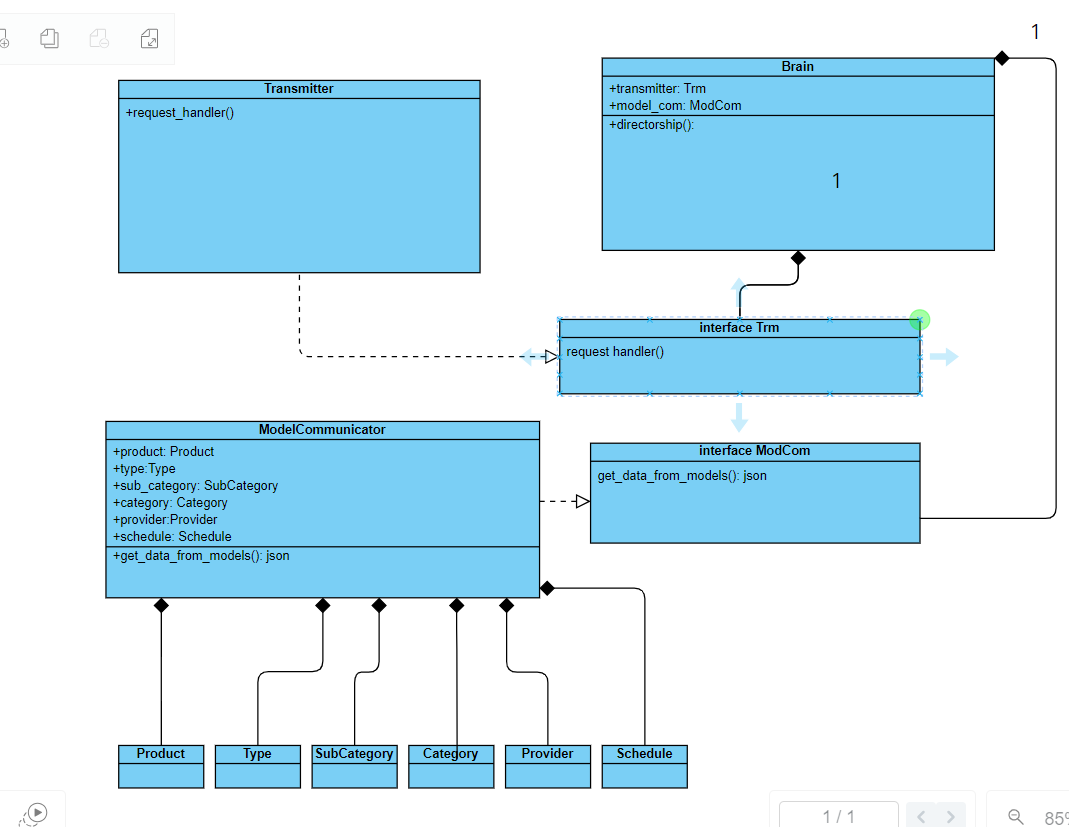 1
Transmitter
+request_handler()
Brain
+transmitter: Trm
+model_com: ModCom
+directorship():
1
interface Trm
request handler()
ModelCommunicator
+product: Product
+type:Type
+sub_category: SubCategory
+category: Category
+provider:Provider
+schedule: Schedule
+get_data_from_models(): json
interface ModCom
get_data_from_models(): json
Product
Type
SubCategory
Category
Provider
Schedule
1 / 1
85%